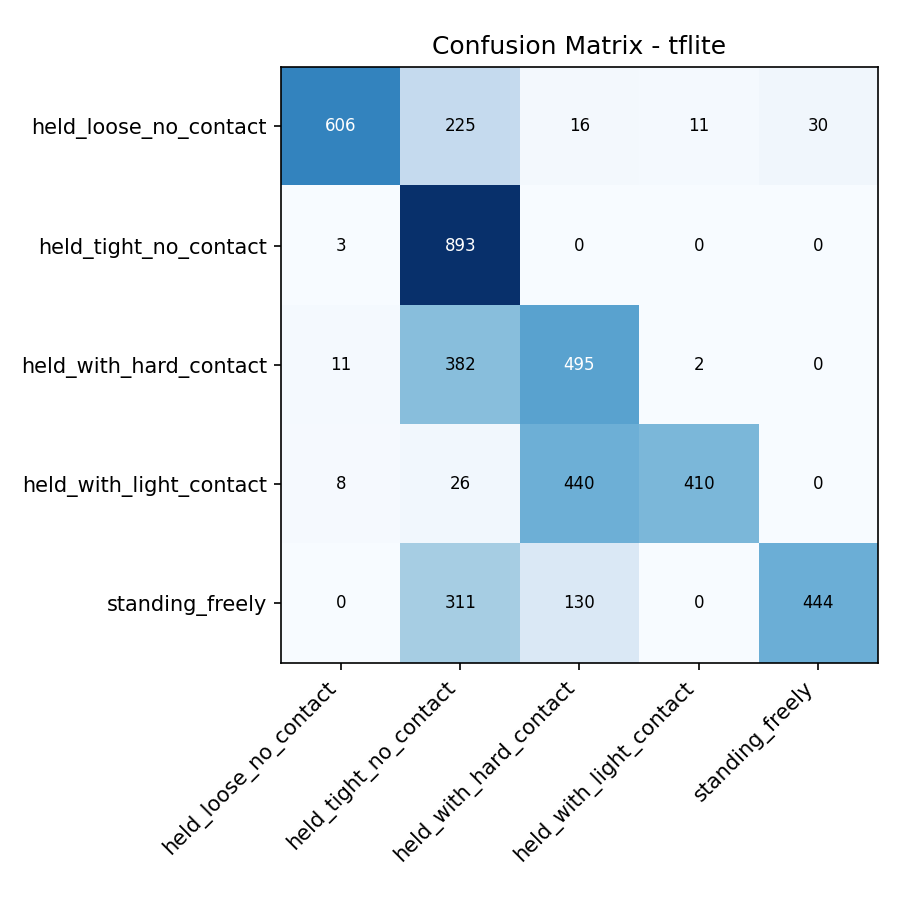 Confusion Matrix - tflite
held_loose_no_contact 606 225 16 11 30
held_tight_no_contact 3 893 0 0 0
held_with_hard_contact 11 382 495 2 0
held_with_light_contact 8 26 440 410 0
standing_freely 0 311 130 0 444
held_loose_no_contact
held_tight_no_contact
held_with_hard_contact
held_with_light_contact
standing_freely